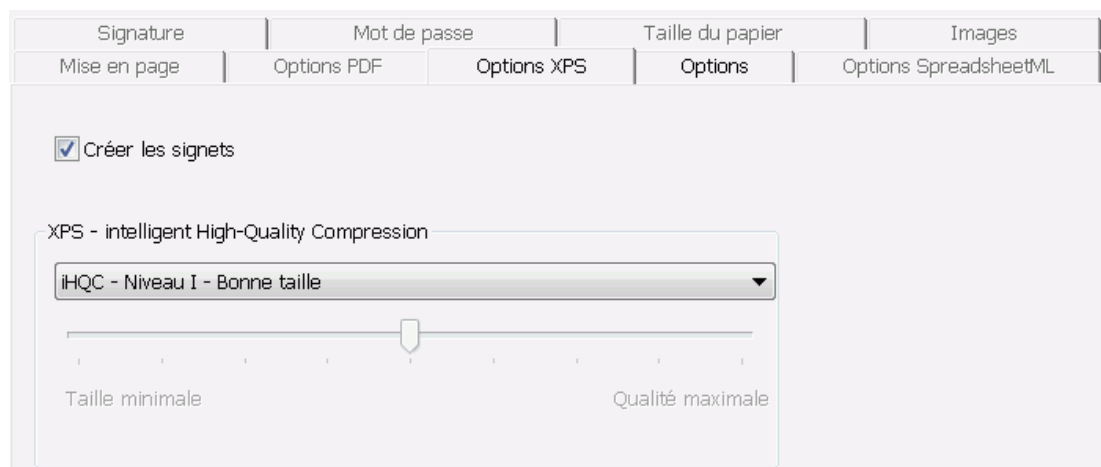 Signature Mot de passe Taille du papier Images
Mise en page Options PDF Options XPS Options Options SpreadsheetML
Créer les signets
XPS - intelligent High-Quality Compression
iHQC - Niveau I - Bonne taille
Taille minimale Qualité maximale